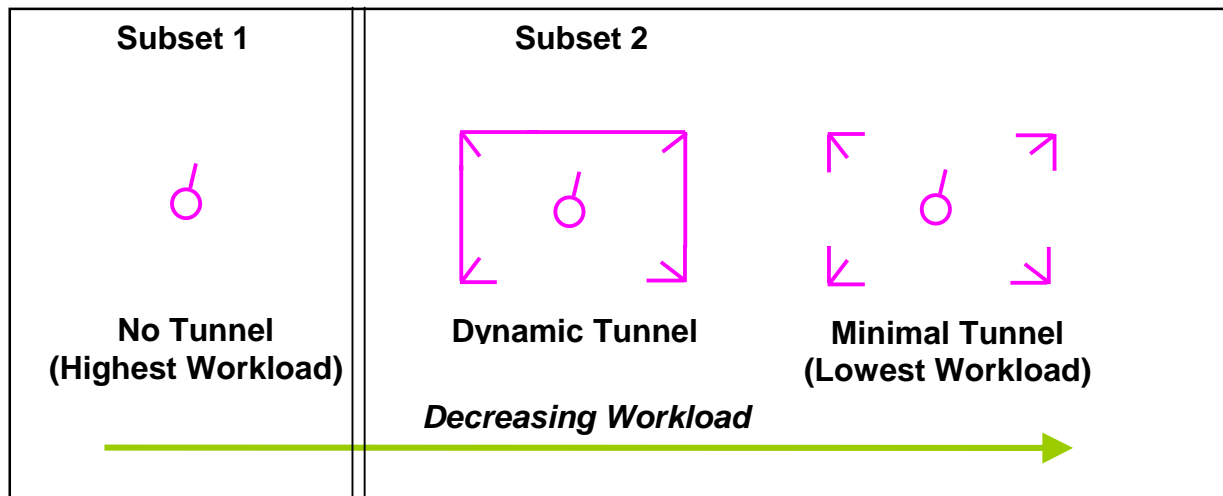 Subset 1
Subset 2
No Tunnel
(Highest Workload)
Dynamic Tunnel
Minimal Tunnel
(Lowest Workload)
Decreasing Workload